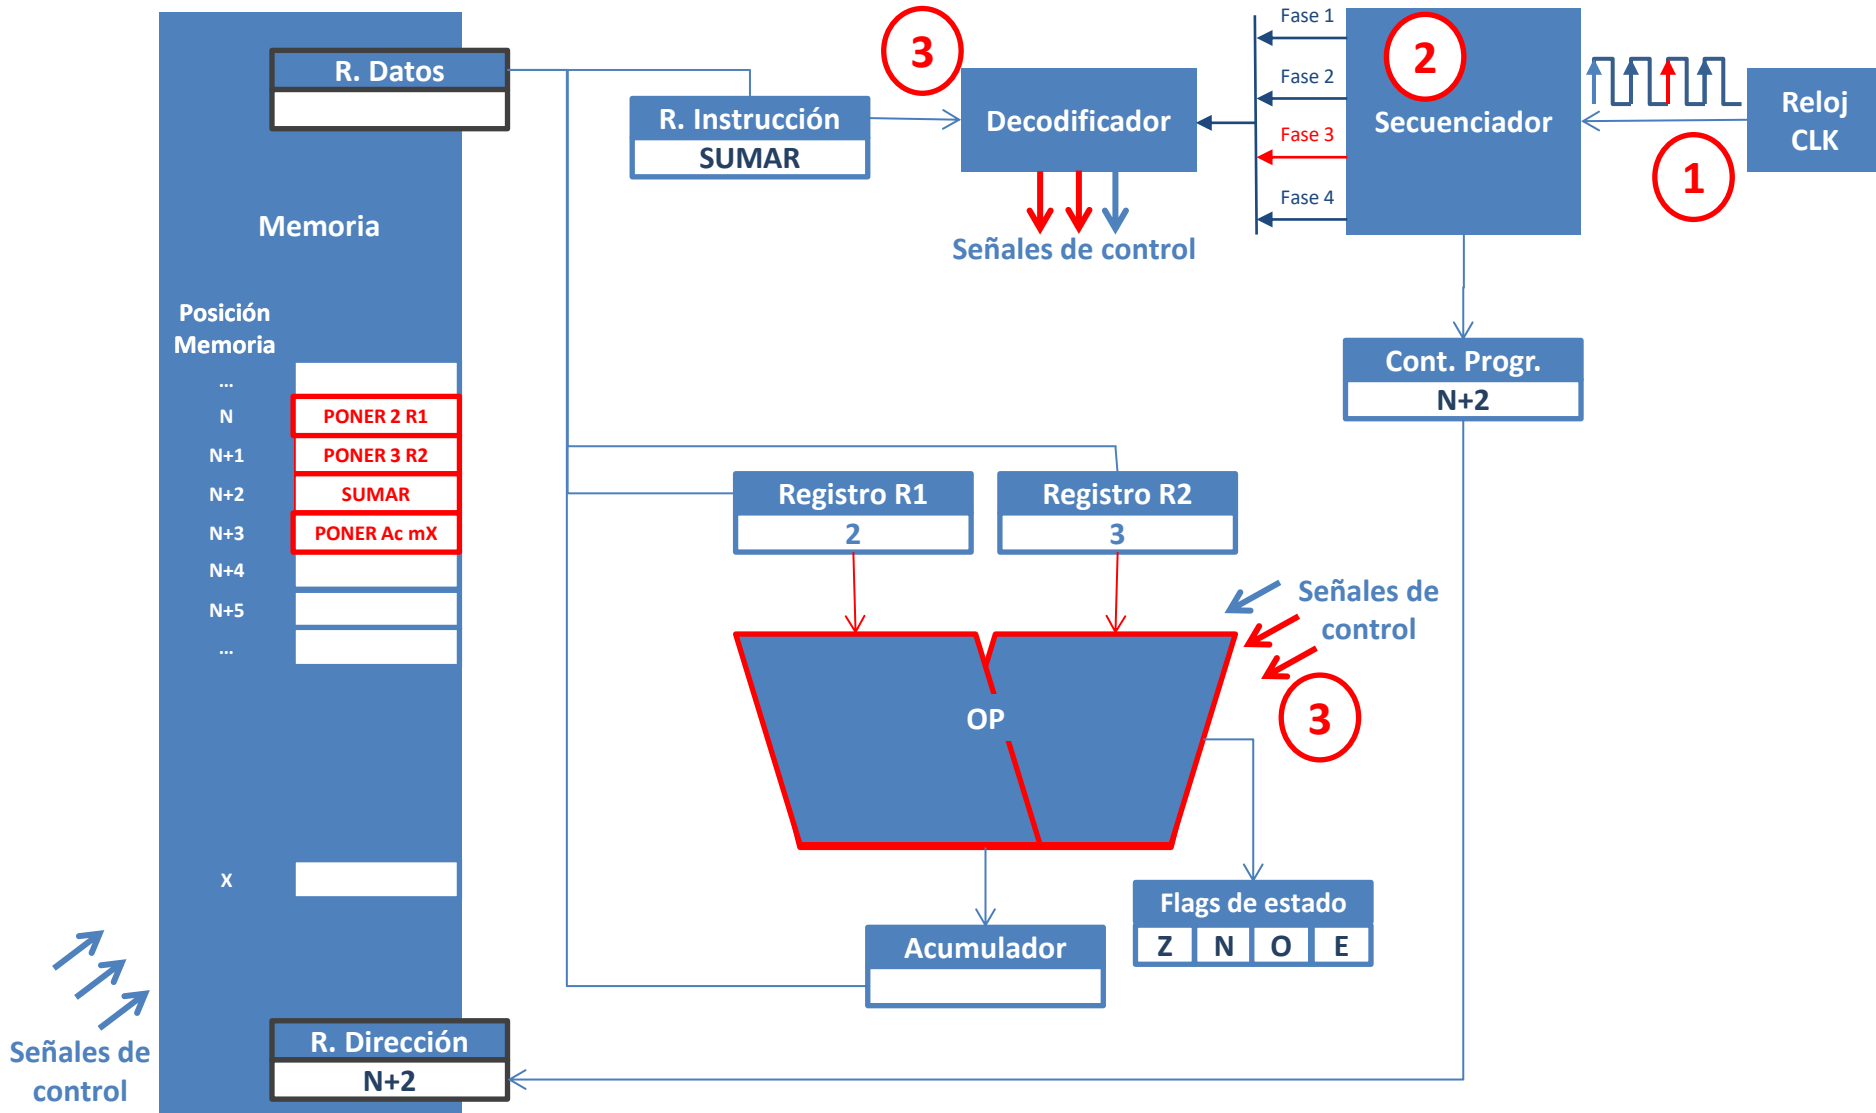 R. Datos
Memoria
Posición
Memoria
...
N
PONER 2 R1
N+1
PONER 3 R2
N+2
SUMAR
N+3
PONER Ac mX
N+4
N+5
...
X
Señales de
control
R. Dirección
N+2
R. Instrucción
SUMAR
3
Decodificador
Señales de control
Fase 1
Fase 2
Fase 3
Fase 4
2
Secuenciador
1
Reloj
CLK
Cont. Progr.
N+2
Registro R1
2
Registro R2
3
Señales de
control
3
OP
Flags de estado
Z N O E
Acumulador